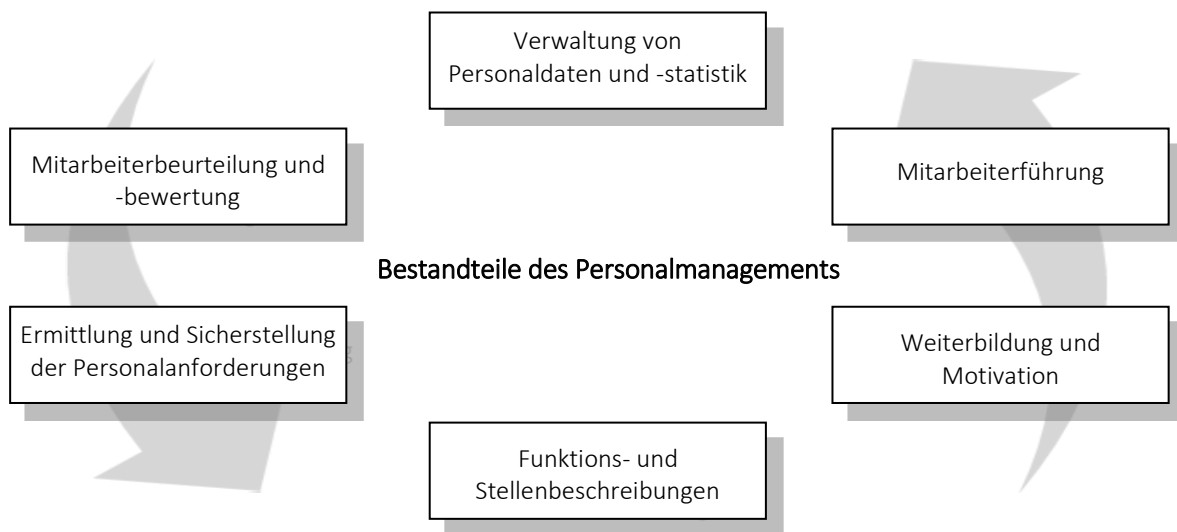 Verwaltung von
Personaldaten und -statistik
Mitarbeiterbeurteilung und
-bewertung
Mitarbeiterführung
Bestandteile des Personalmanagements
Ermittlung und Sicherstellung
der Personalanforderungen
Weiterbildung und
Motivation
Funktions- und
Stellenbeschreibungen